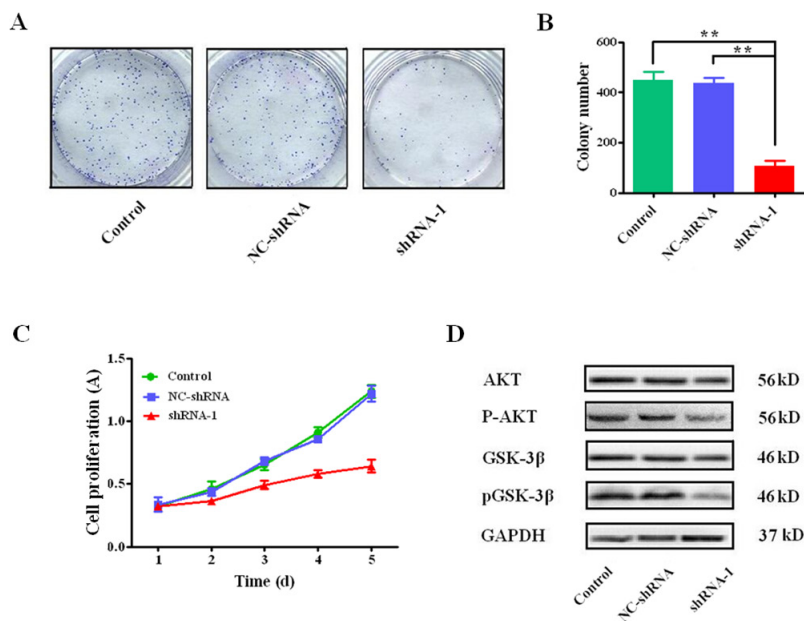 A
Control
NC-shRNA
shRNA-1
B
**
**
600
400
200
0
Colony number
Control
NC-shRNA
shRNA-1
C
1.5
1.0
0.5
0.0
Cell proliferation (A)
Control
NC-shRNA
shRNA-1
1 2 3 4 5
Time (d)
D
AKT 56kD
P-AKT 56kD
GSK-3β 46kD
pGSK-3β 46kD
GAPDH 37 kD
Control
NC-shRNA
shRNA-1